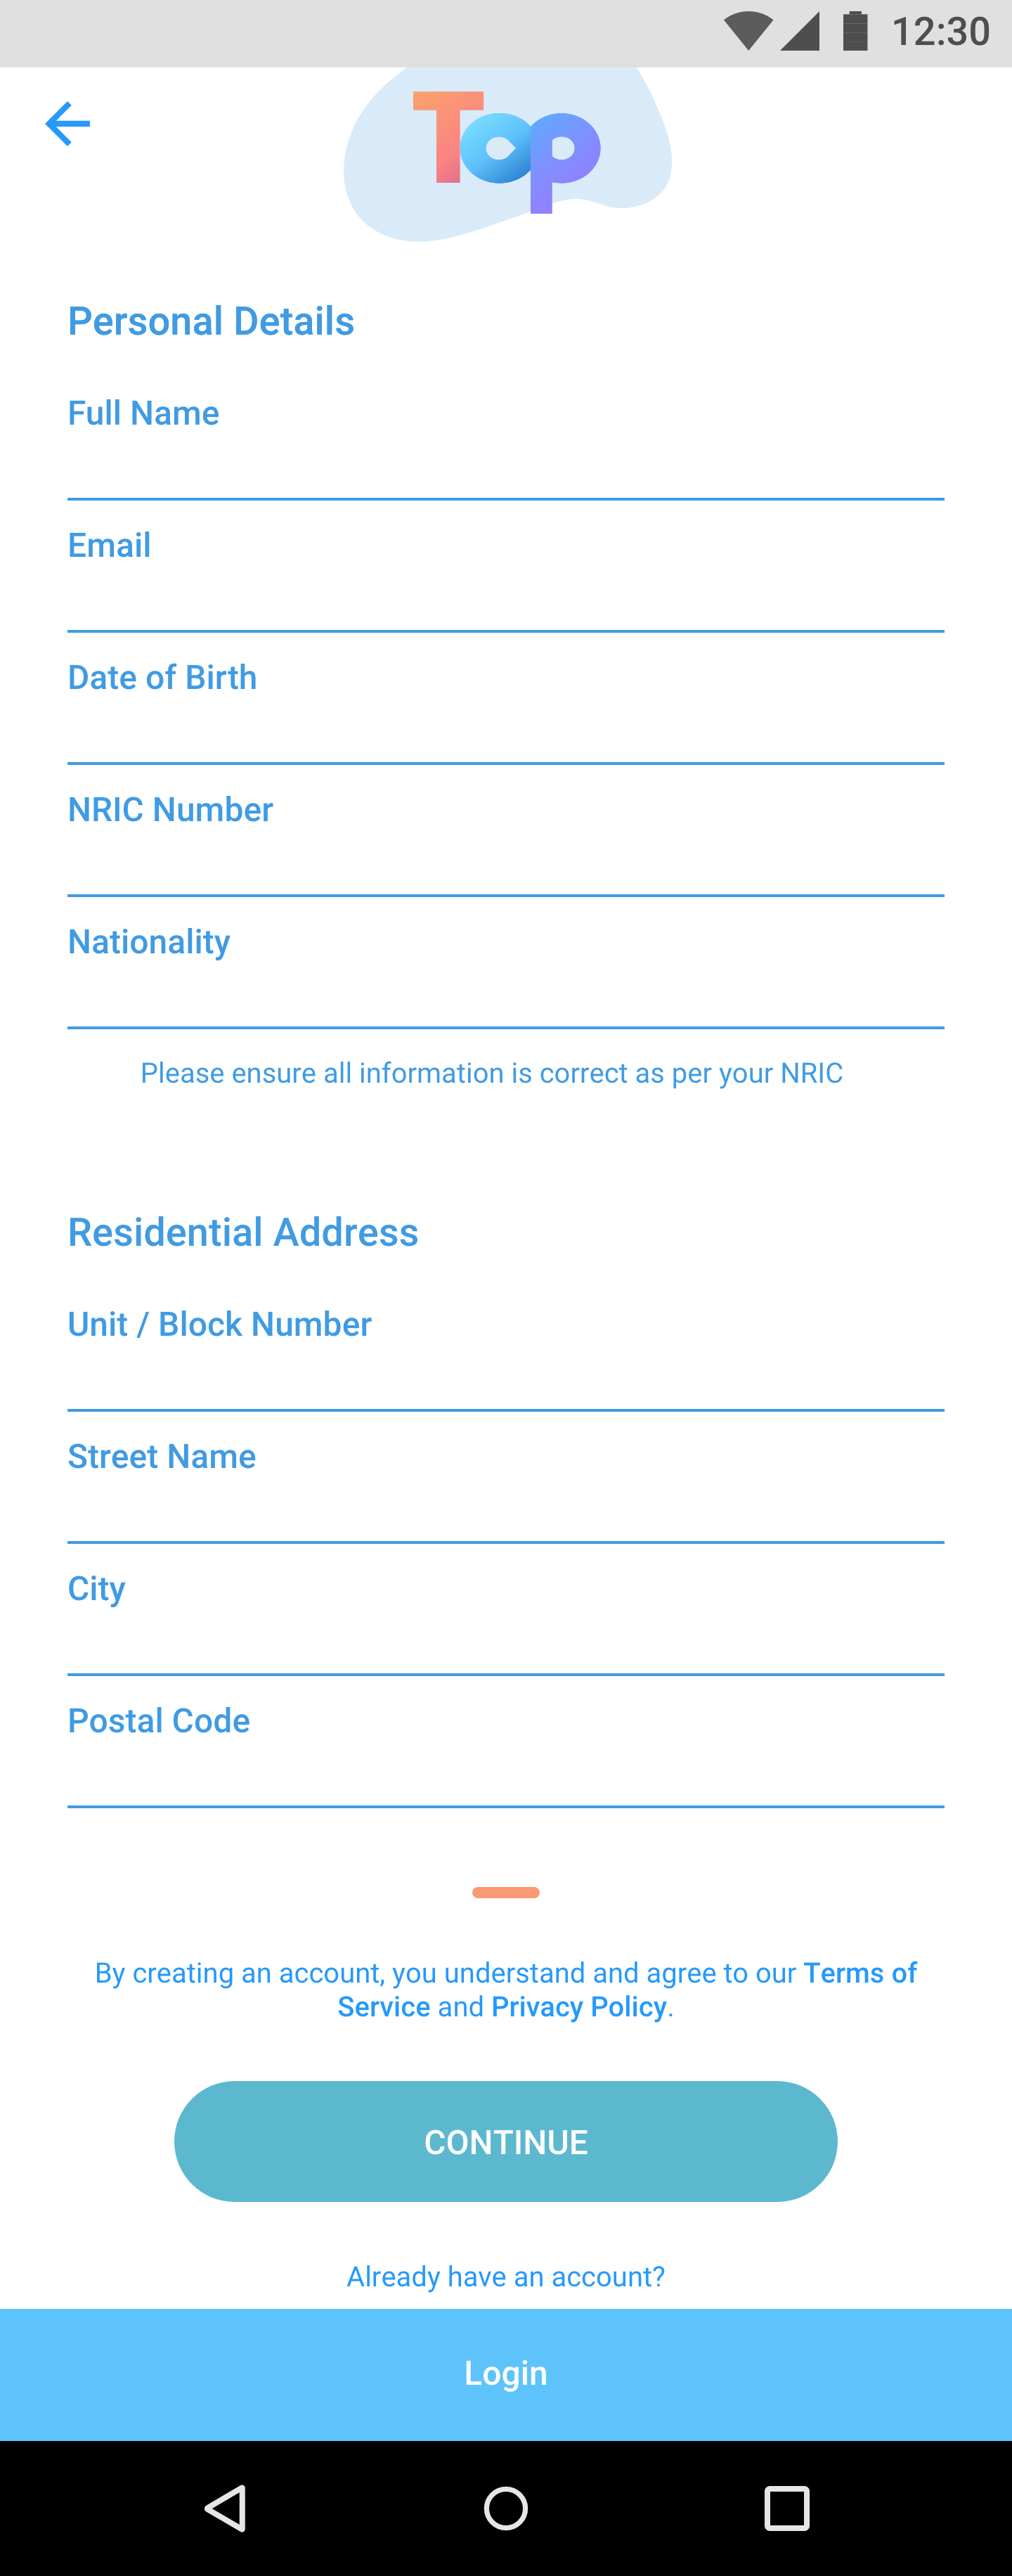 12:30
Top
Personal Details
Full Name
Email
Date of Birth
NRIC Number
Nationality
Please ensure all information is correct as per your NRIC
Residential Address
Unit / Block Number
Street Name
City
Postal Code
By creating an account, you understand and agree to our Terms of
Service and Privacy Policy.
CONTINUE
Already have an account?
Login